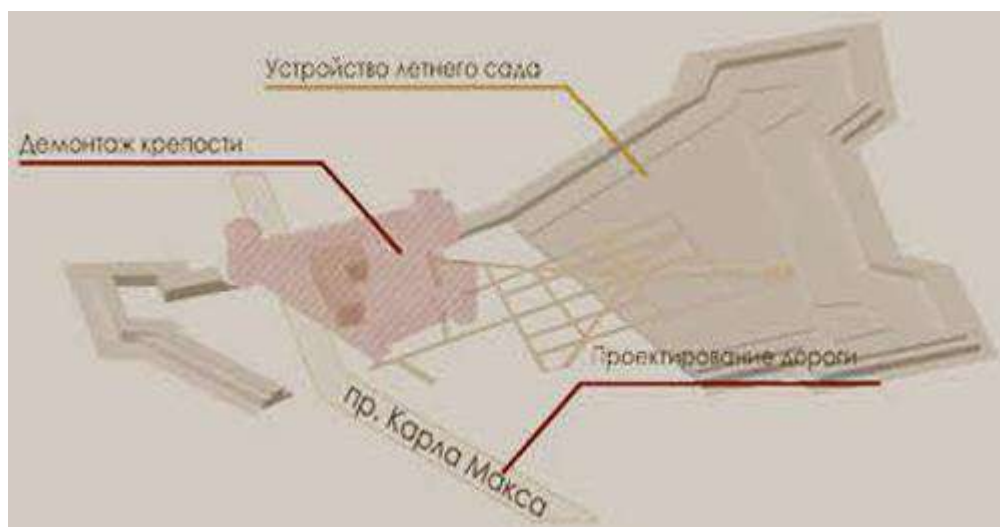 Устройство летнего сада
Демонтаж крепости
Проектирование дороги
пр. Карла Макса